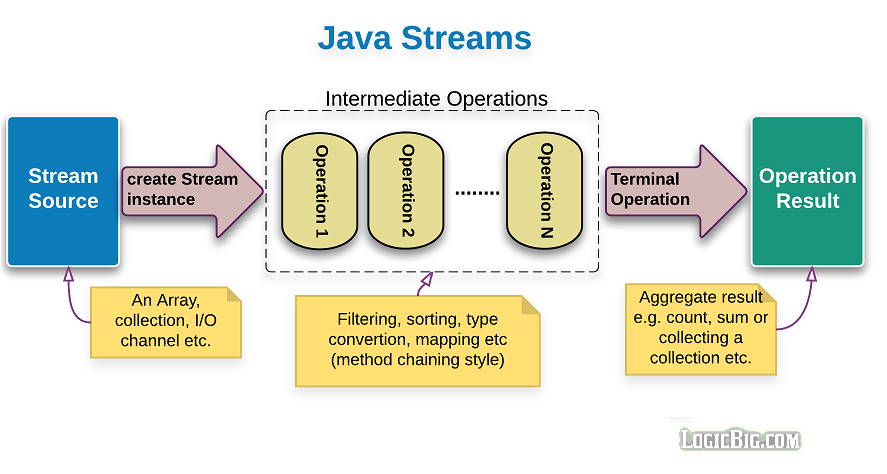 Java Streams
Intermediate Operations
Stream
Source
create Stream
instance
Operation 1
Operation 2
........
Operation N
Terminal
Operation
Operation
Result
An Array,
collection, I/O
channel etc.
Filtering, sorting, type
convertion, mapping etc
(method chaining style)
Aggregate result
e.g. count, sum or
collecting a
collection etc.
LogicBig.com